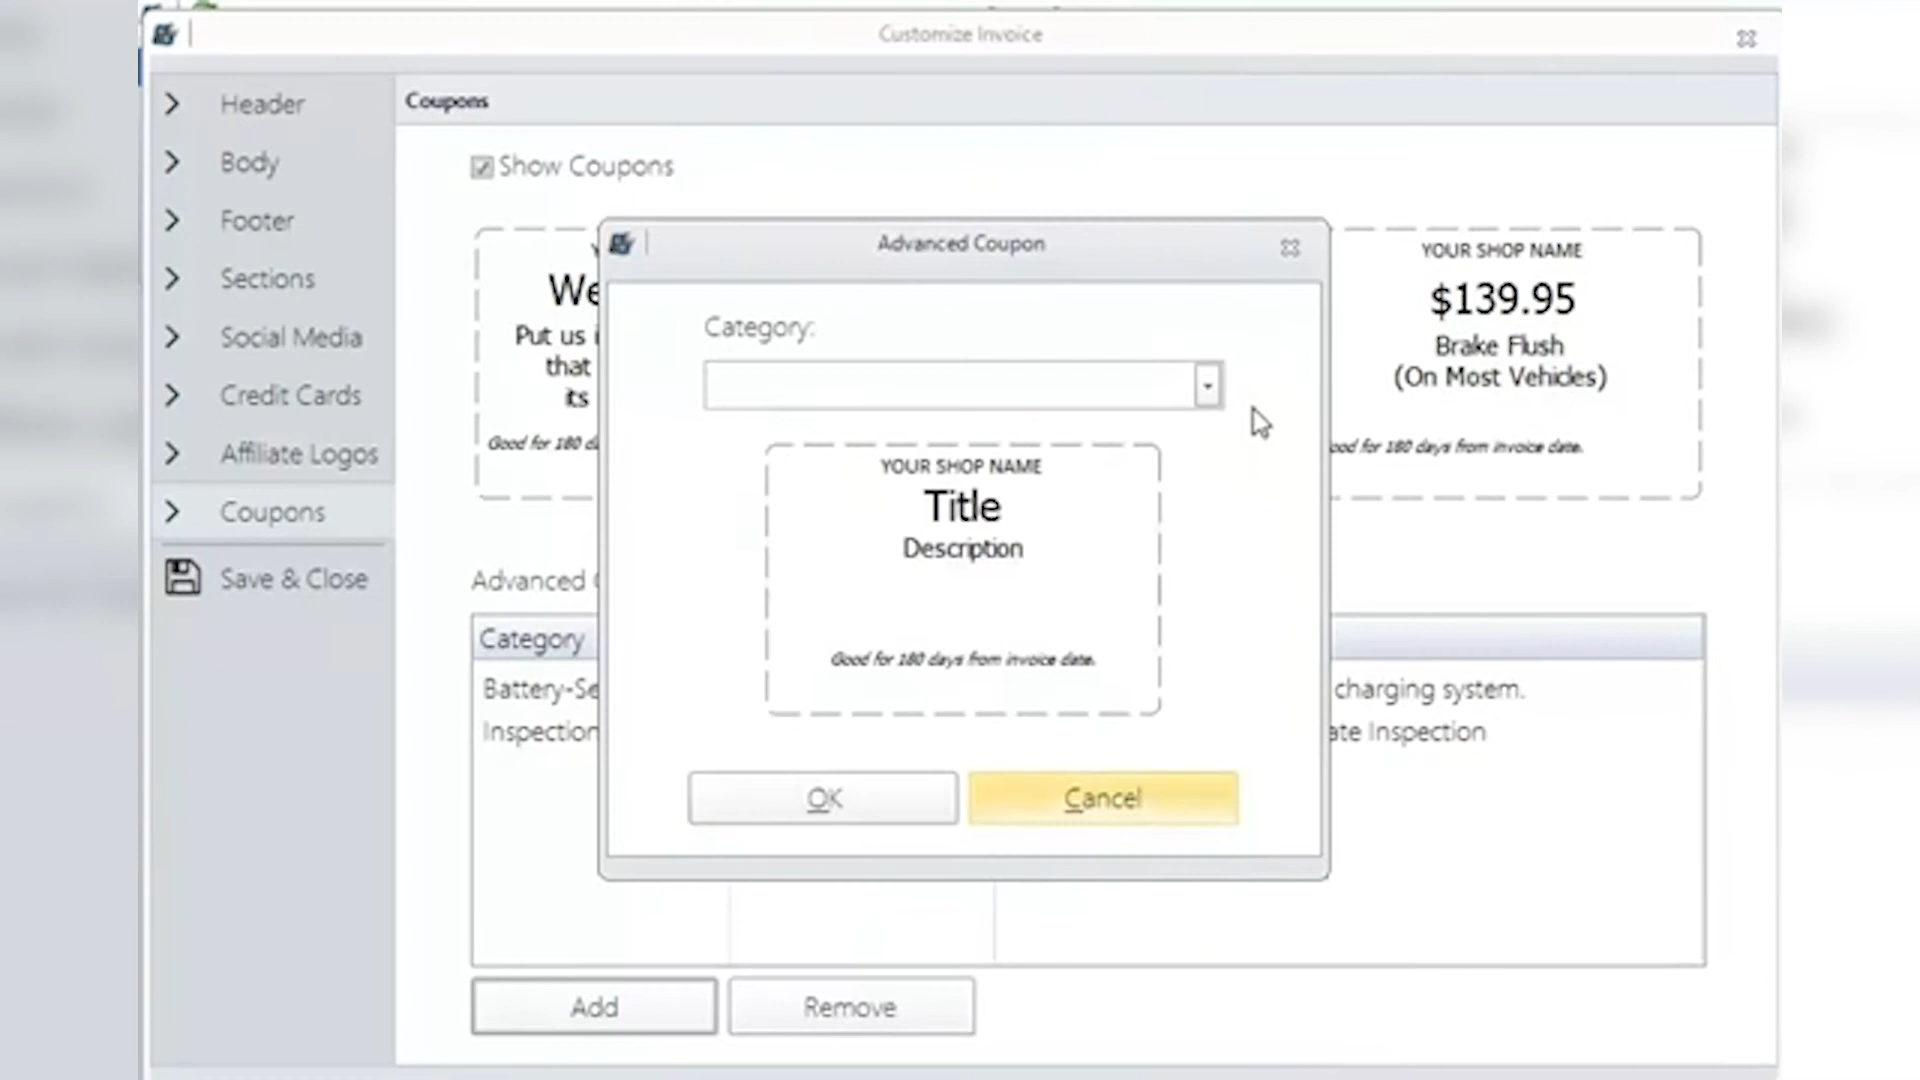 Customize Invoice
Header
Body
Footer
Sections
Social Media
Credit Cards
Affiliate Logos
Coupons
Save & Close
Coupons
Show Coupons
Put us
that
its
Good for 180
YOUR SHOP NAME
$139.95
Brake Flush
(On Most Vehicles)
for 180 days from invoice date.
Advanced
Category
Battery-Se
charging system.
Inspection
Inspection
Add
Remove
Advanced Coupon
Category:
YOUR SHOP NAME
Title
Description
Good for 180 days from invoice date.
OK
Cancel